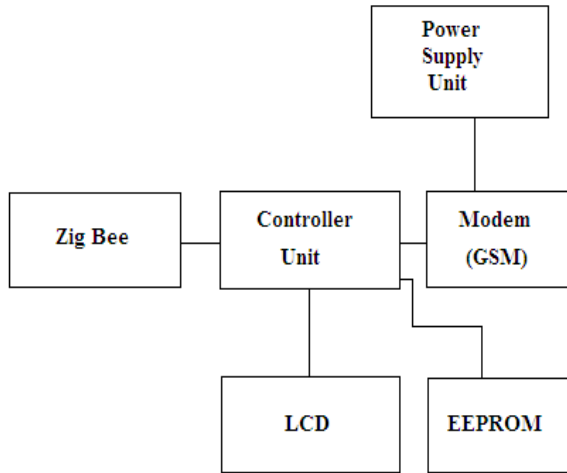 Power
Supply
Unit
Zig Bee
Controller
Unit
Modem
(GSM)
LCD
EEPROM